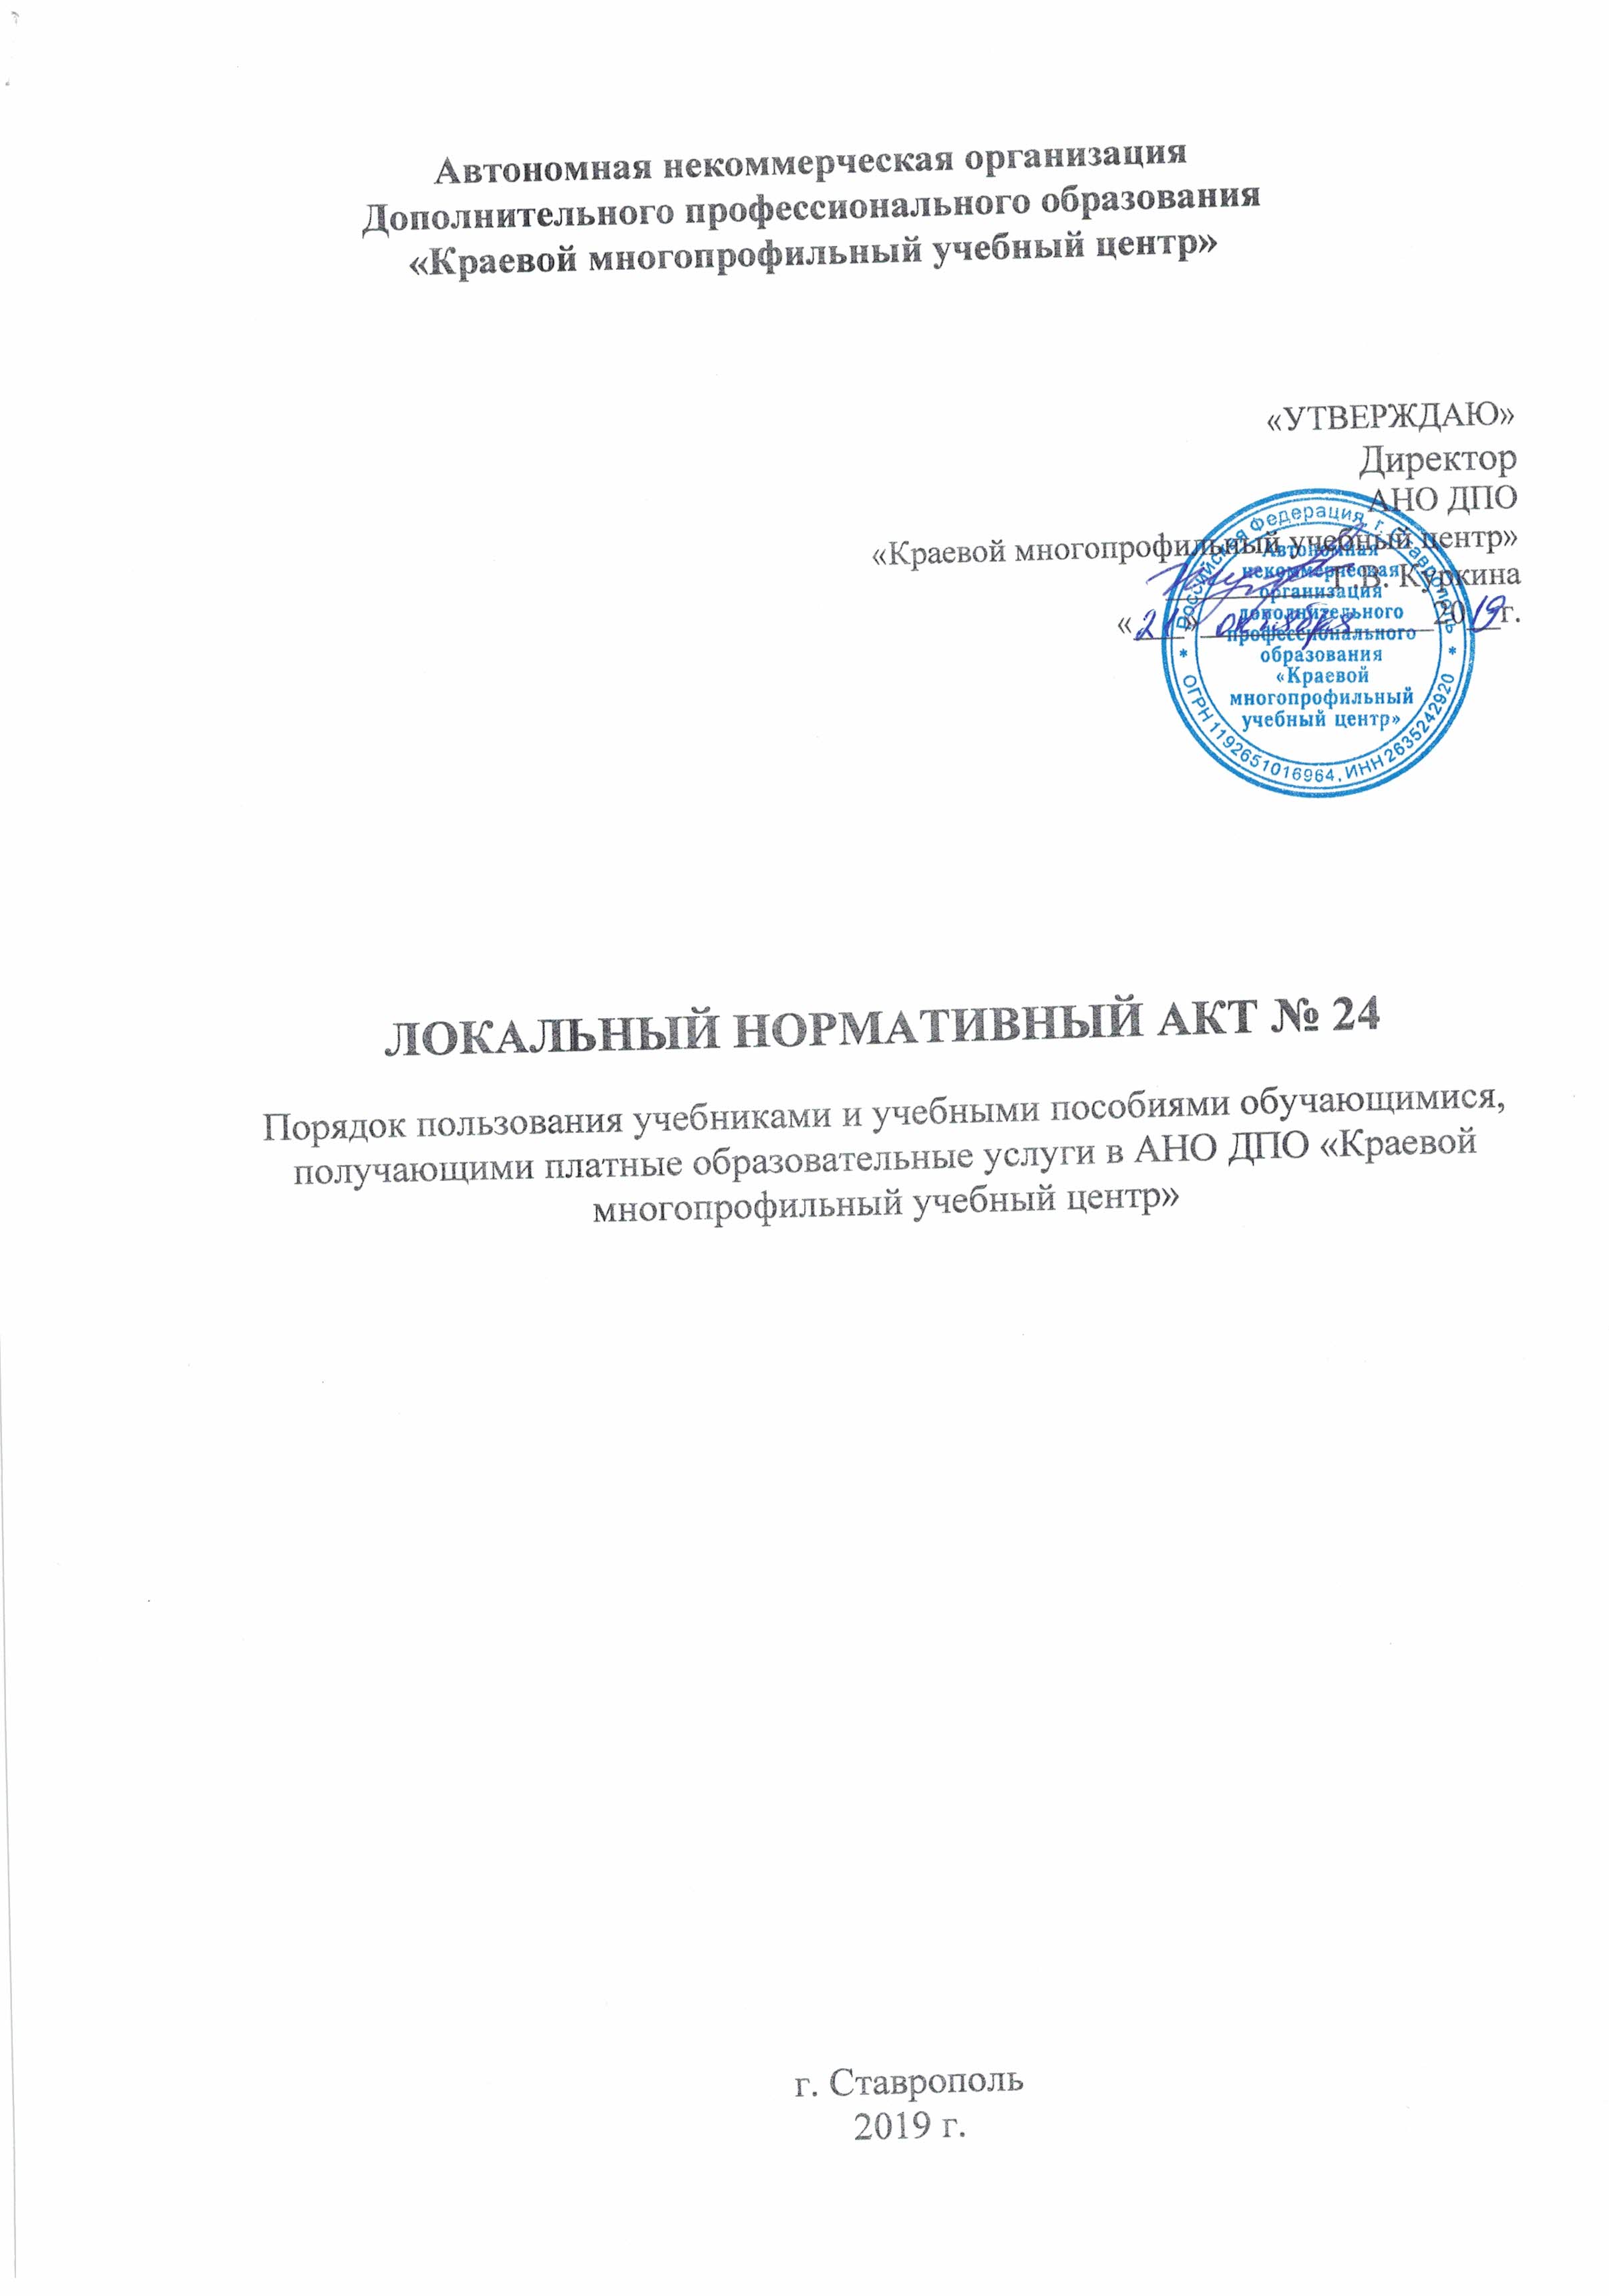 Автономная некоммерческая организация
Дополнительного профессионального образования
«Краевой многопрофильный учебный центр»
«УТВЕРЖДАЮ»
Директор
АНО ДПО
«Краевой многопрофильный учебный центр»
Т.В. Куркина
«21» октября 2019г.
Российская Федерация, г. Ставрополь
Автономная
некоммерческая
организация
дополнительного
профессионального
образования
«Краевой
многопрофильный
учебный центр»
* ОГРН 1192651016964, ИНН 2635242920 *
ЛОКАЛЬНЫЙ НОРМАТИВНЫЙ АКТ № 24
Порядок пользования учебниками и учебными пособиями обучающимися,
получающими платные образовательные услуги в АНО ДПО «Краевой
многопрофильный учебный центр»
г. Ставрополь
2019 г.